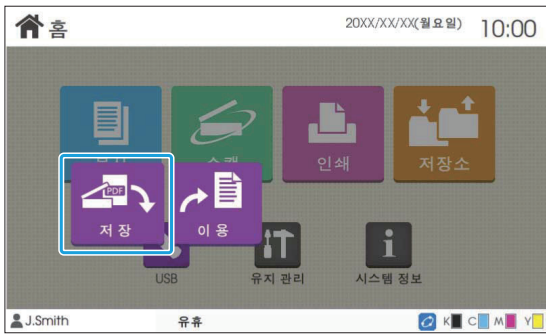 홈 20XX/XX/XX(월요일) 10:00
인쇄 저장소
PDF
저장 이용
USB 유지 관리 시스템 정보
J.Smith 유휴 K C M Y